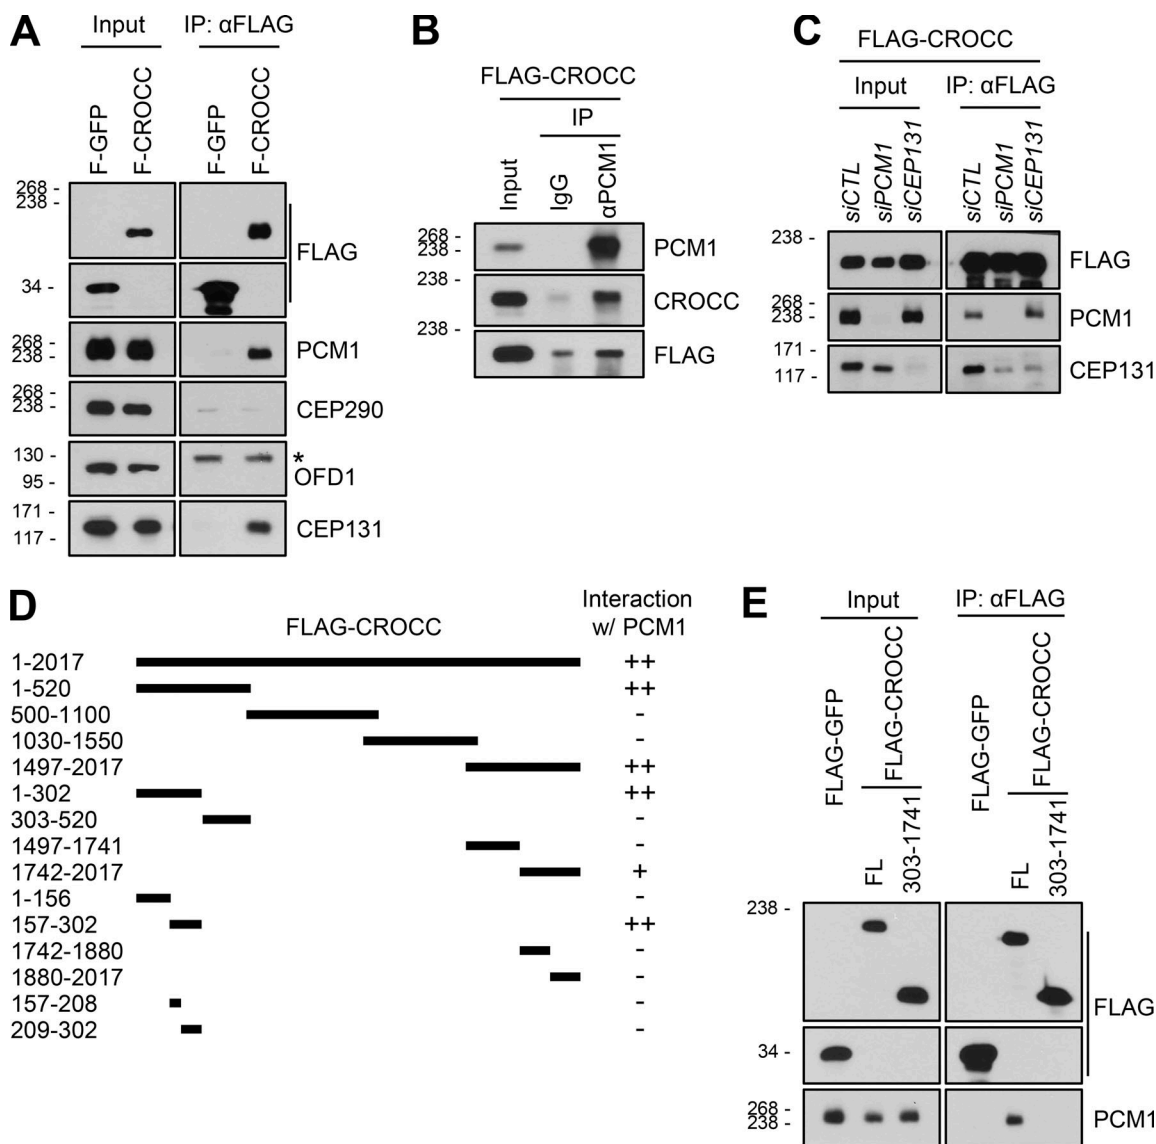 A
Input
IP: αFLAG
F-GFP
F-CROCC
F-GFP
F-CROCC
268 -
238 -
34 -
FLAG
268 -
238 -
PCM1
268 -
238 -
CEP290
130 -
95 -
*
OFD1
171 -
117 -
CEP131
B
FLAG-CROCC
IP
Input
IgG
αPCM1
268 -
238 -
PCM1
CROCC
238 -
FLAG
C
FLAG-CROCC
Input
IP: αFLAG
siCTL
siPCM1
siCEP131
siCTL
siPCM1
siCEP131
238 -
FLAG
268 -
238 -
PCM1
171 -
117 -
CEP131
D
FLAG-CROCC
Interaction
w/ PCM1
1-2017 ++
1-520 ++
500-1100 -
1030-1550 -
1497-2017 ++
1-302 ++
303-520 -
1497-1741 -
1742-2017 +
1-156 -
157-302 ++
1742-1880 -
1880-2017 -
157-208 -
209-302 -
E
Input
IP: αFLAG
FLAG-GFP
FLAG-CROCC
FL
303-1741
FLAG-GFP
FLAG-CROCC
FL
303-1741
238 -
34 -
FLAG
268 -
238 -
PCM1